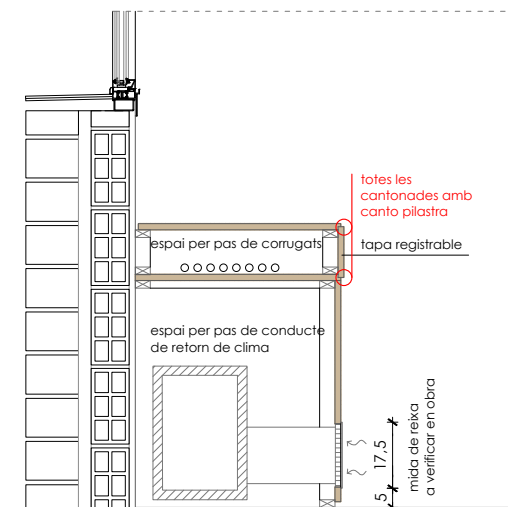 totes les
cantonades amb
canto pilastra
espai per pas de corrugats
tapa registrable
espai per pas de conducte
de retorn de clima
17,5
5
mida de reixa
a verificar en obra